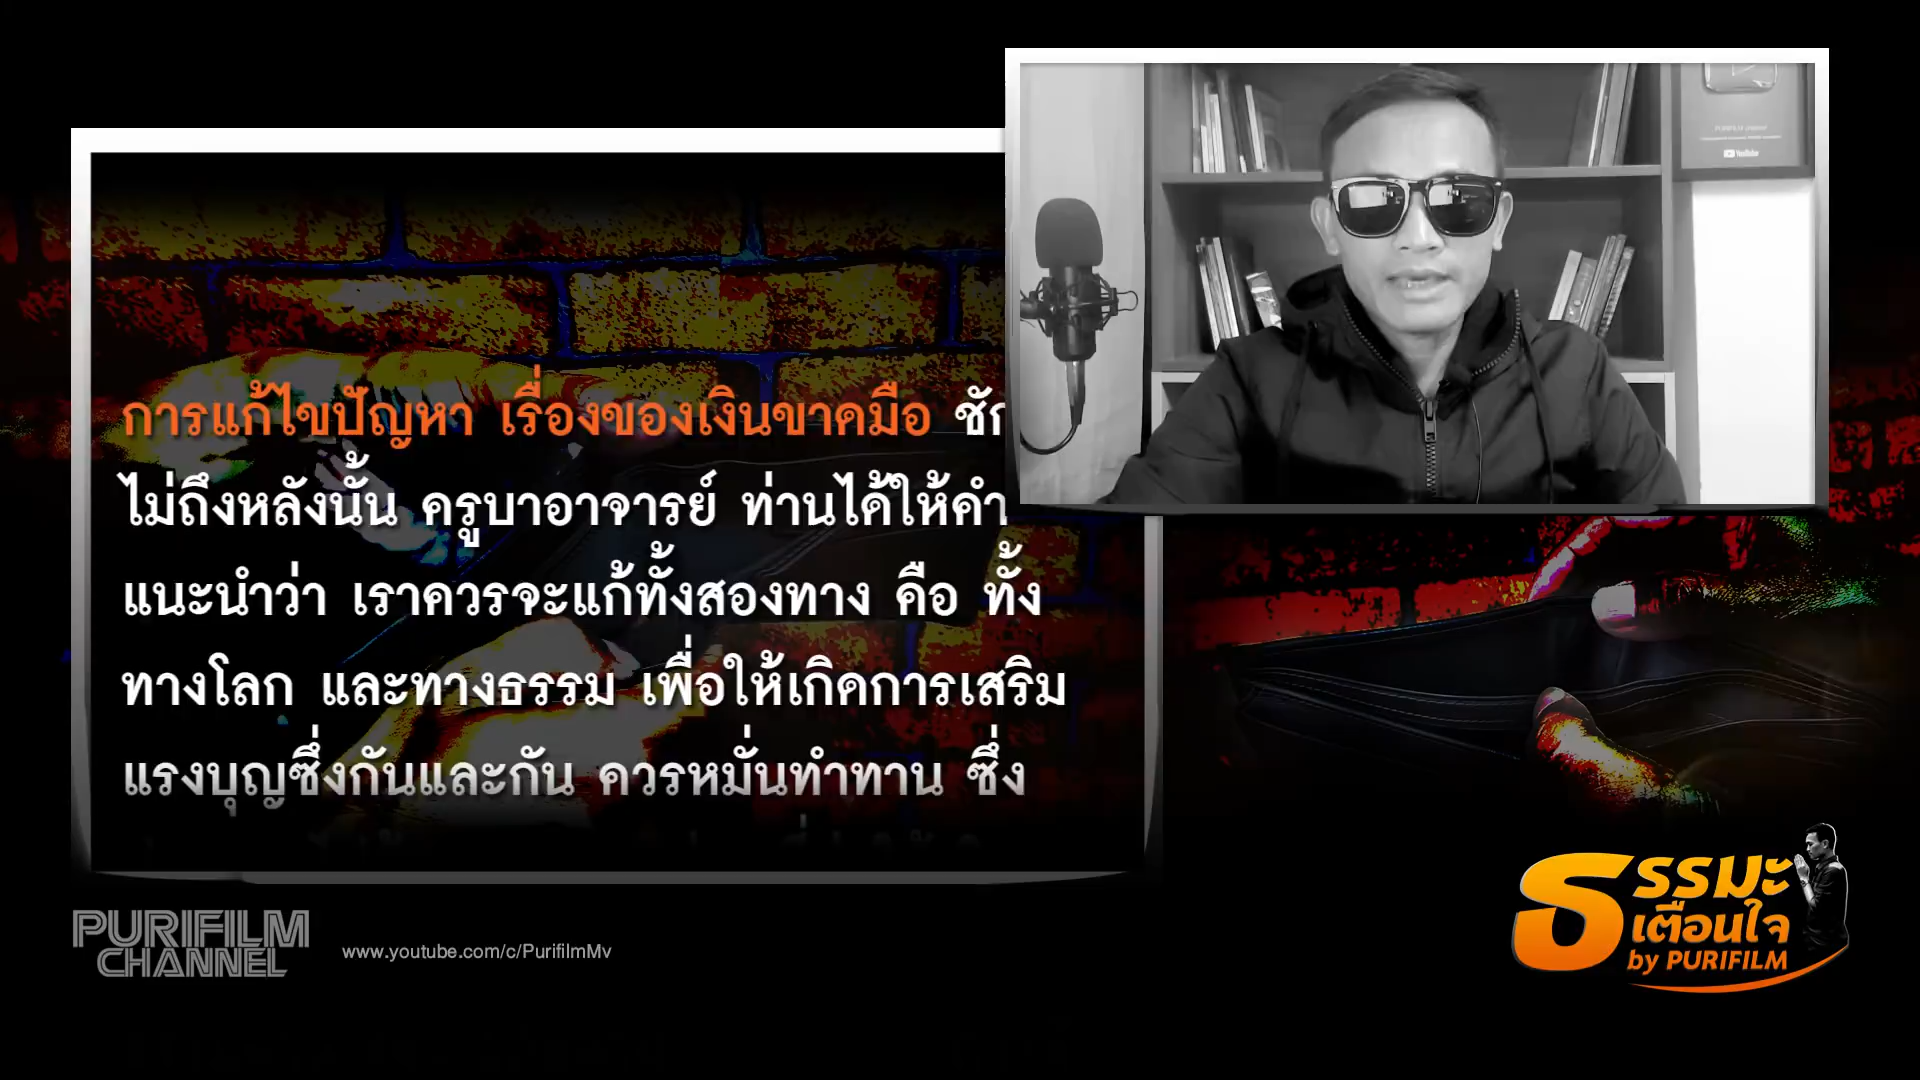 การแก้ไขปัญหา เรื่องของเงินขาดมือ ชัก
ไม่ถึงหลังนั้น ครูบาอาจารย์ ท่านได้ให้คำ
แนะนำว่า เราควรจะแก้ทั้งสองทาง คือ ทั้ง
ทางโลก และทางธรรม เพื่อให้เกิดการเสริม
แรงบุญซึ่งกันและกัน ควรหมั่นทำทาน ซึ่ง
YouTube
PURIFILM
CHANNEL
www.youtube.com/c/PurifilmMv
ธรรมะ
เตือนใจ
by PURIFILM